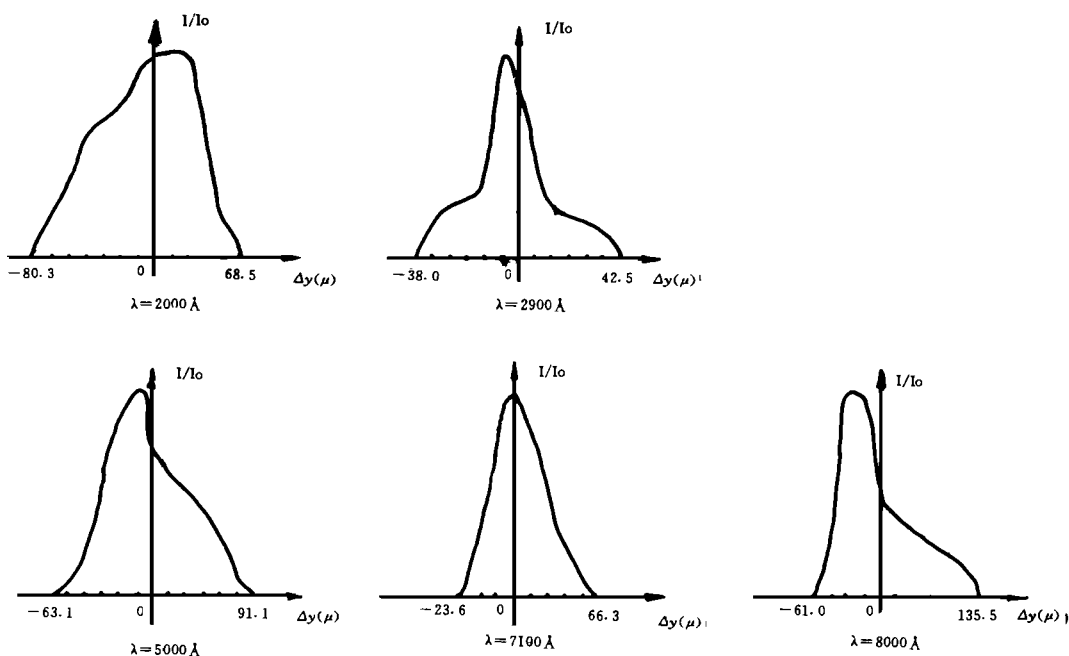 I/Io
−80.3 0 68.5 Δy(μ)
λ=2000Å
I/Io
−38.0 0 42.5 Δy(μ)
λ=2900Å
I/Io
−63.1 0 91.1 Δy(μ)
λ=5000Å
I/Io
−23.6 0 66.3 Δy(μ)
λ=7100Å
I/Io
−61.0 0 135.5 Δy(μ)
λ=8000Å